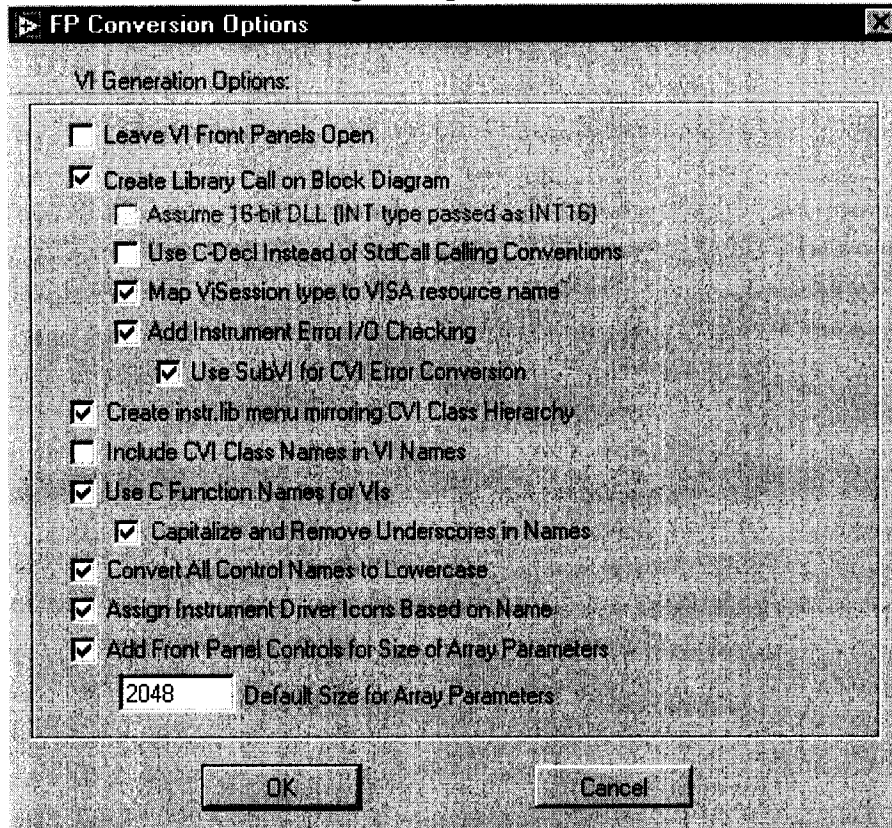 FP Conversion Options
VI Generation Options:
Leave VI Front Panels Open
Create Library Call on Block Diagram
Assume 16-bit DLL (INT type passed as INT16)
Use C-Decl Instead of StdCall Calling Conventions
Map ViSession type to VISA resource name
Add Instrument Error I/O Checking
Use SubVI for CVI Error Conversion
Create instr.lib menu mirroring CVI Class Hierarchy
Include CVI Class Names in VI Names
Use C Function Names for VIs
Capitalize and Remove Underscores in Names
Convert All Control Names to Lowercase
Assign Instrument Driver Icons Based on Name
Add Front Panel Controls for Size of Array Parameters
2048 Default Size for Array Parameters
OK Cancel